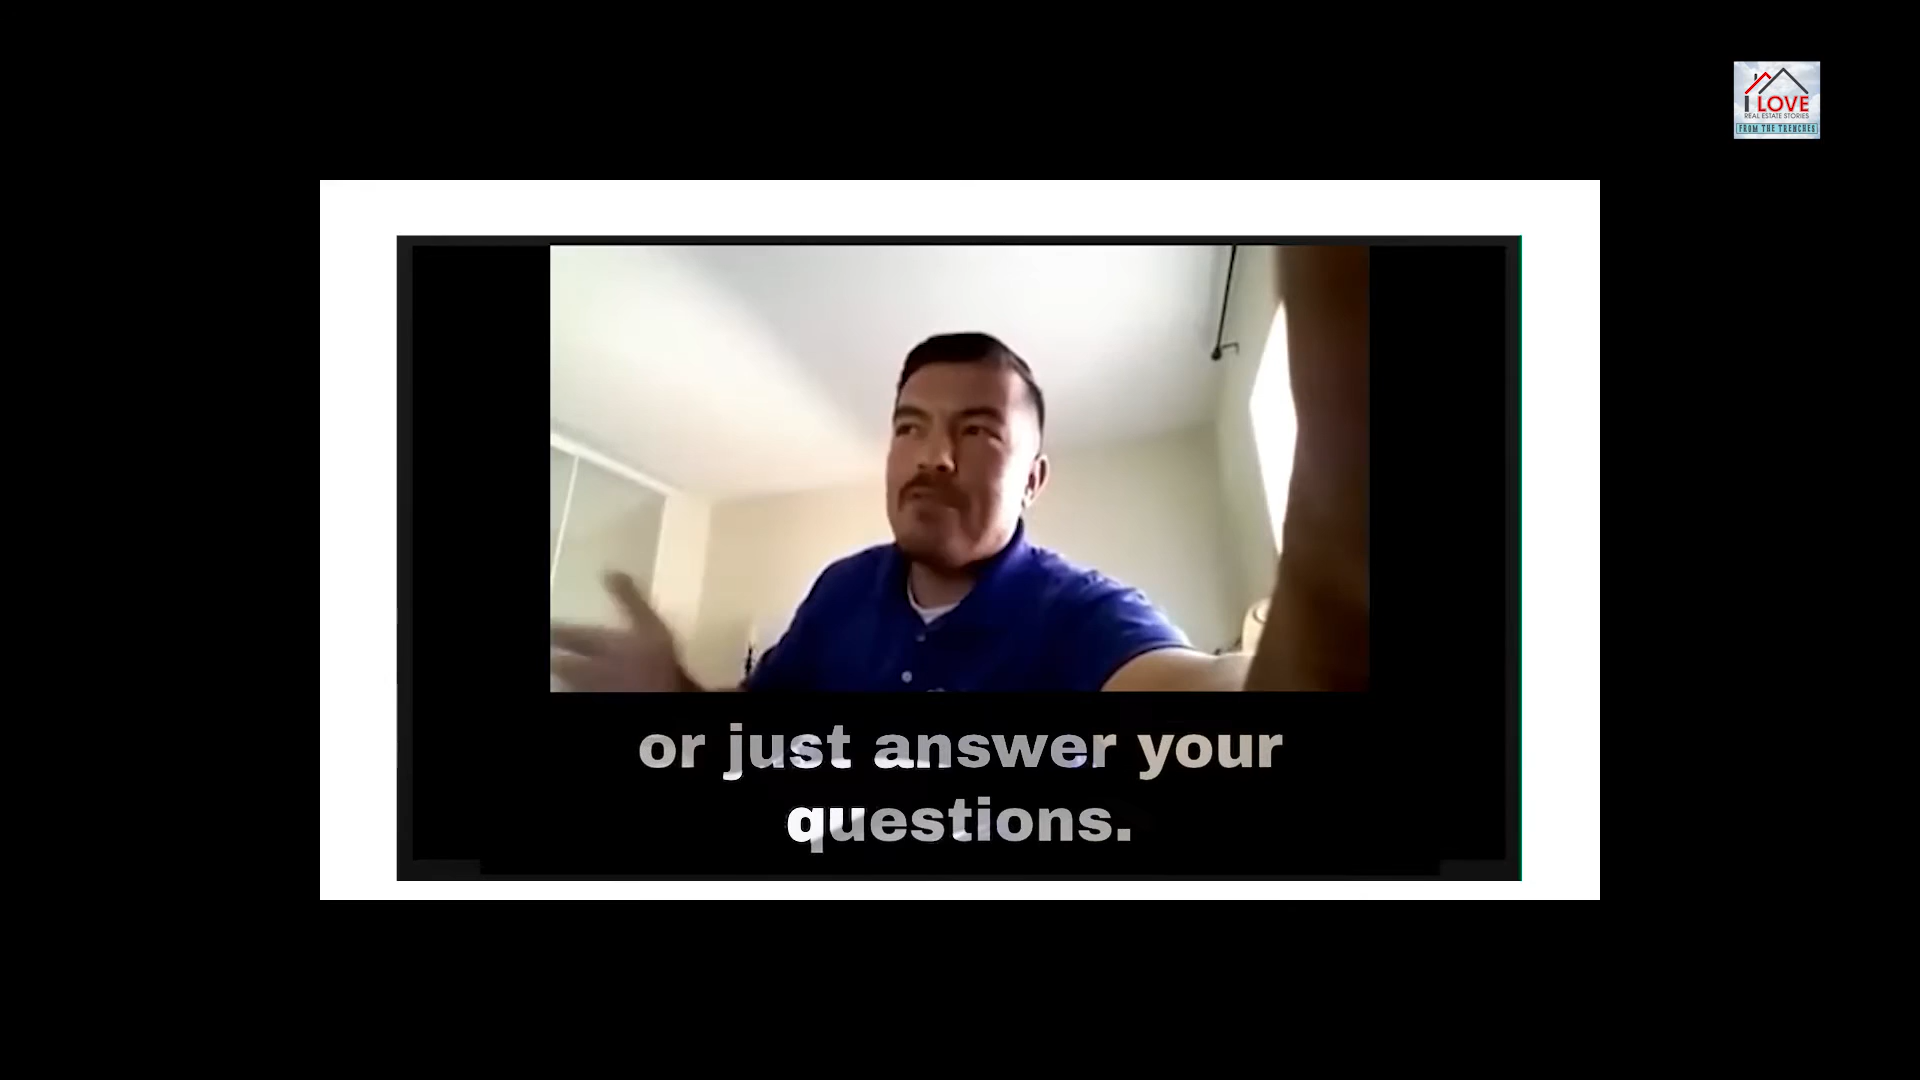 I LOVE
REAL ESTATE STORIES
FROM THE TRENCHES
or just answer your
questions.